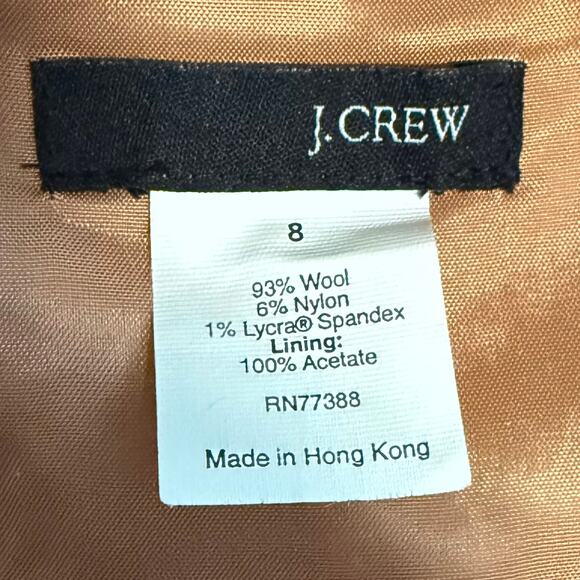 J.CREW
8
93% Wool
6% Nylon
1% Lycra® Spandex
Lining:
100% Acetate
RN77388
Made in Hong Kong